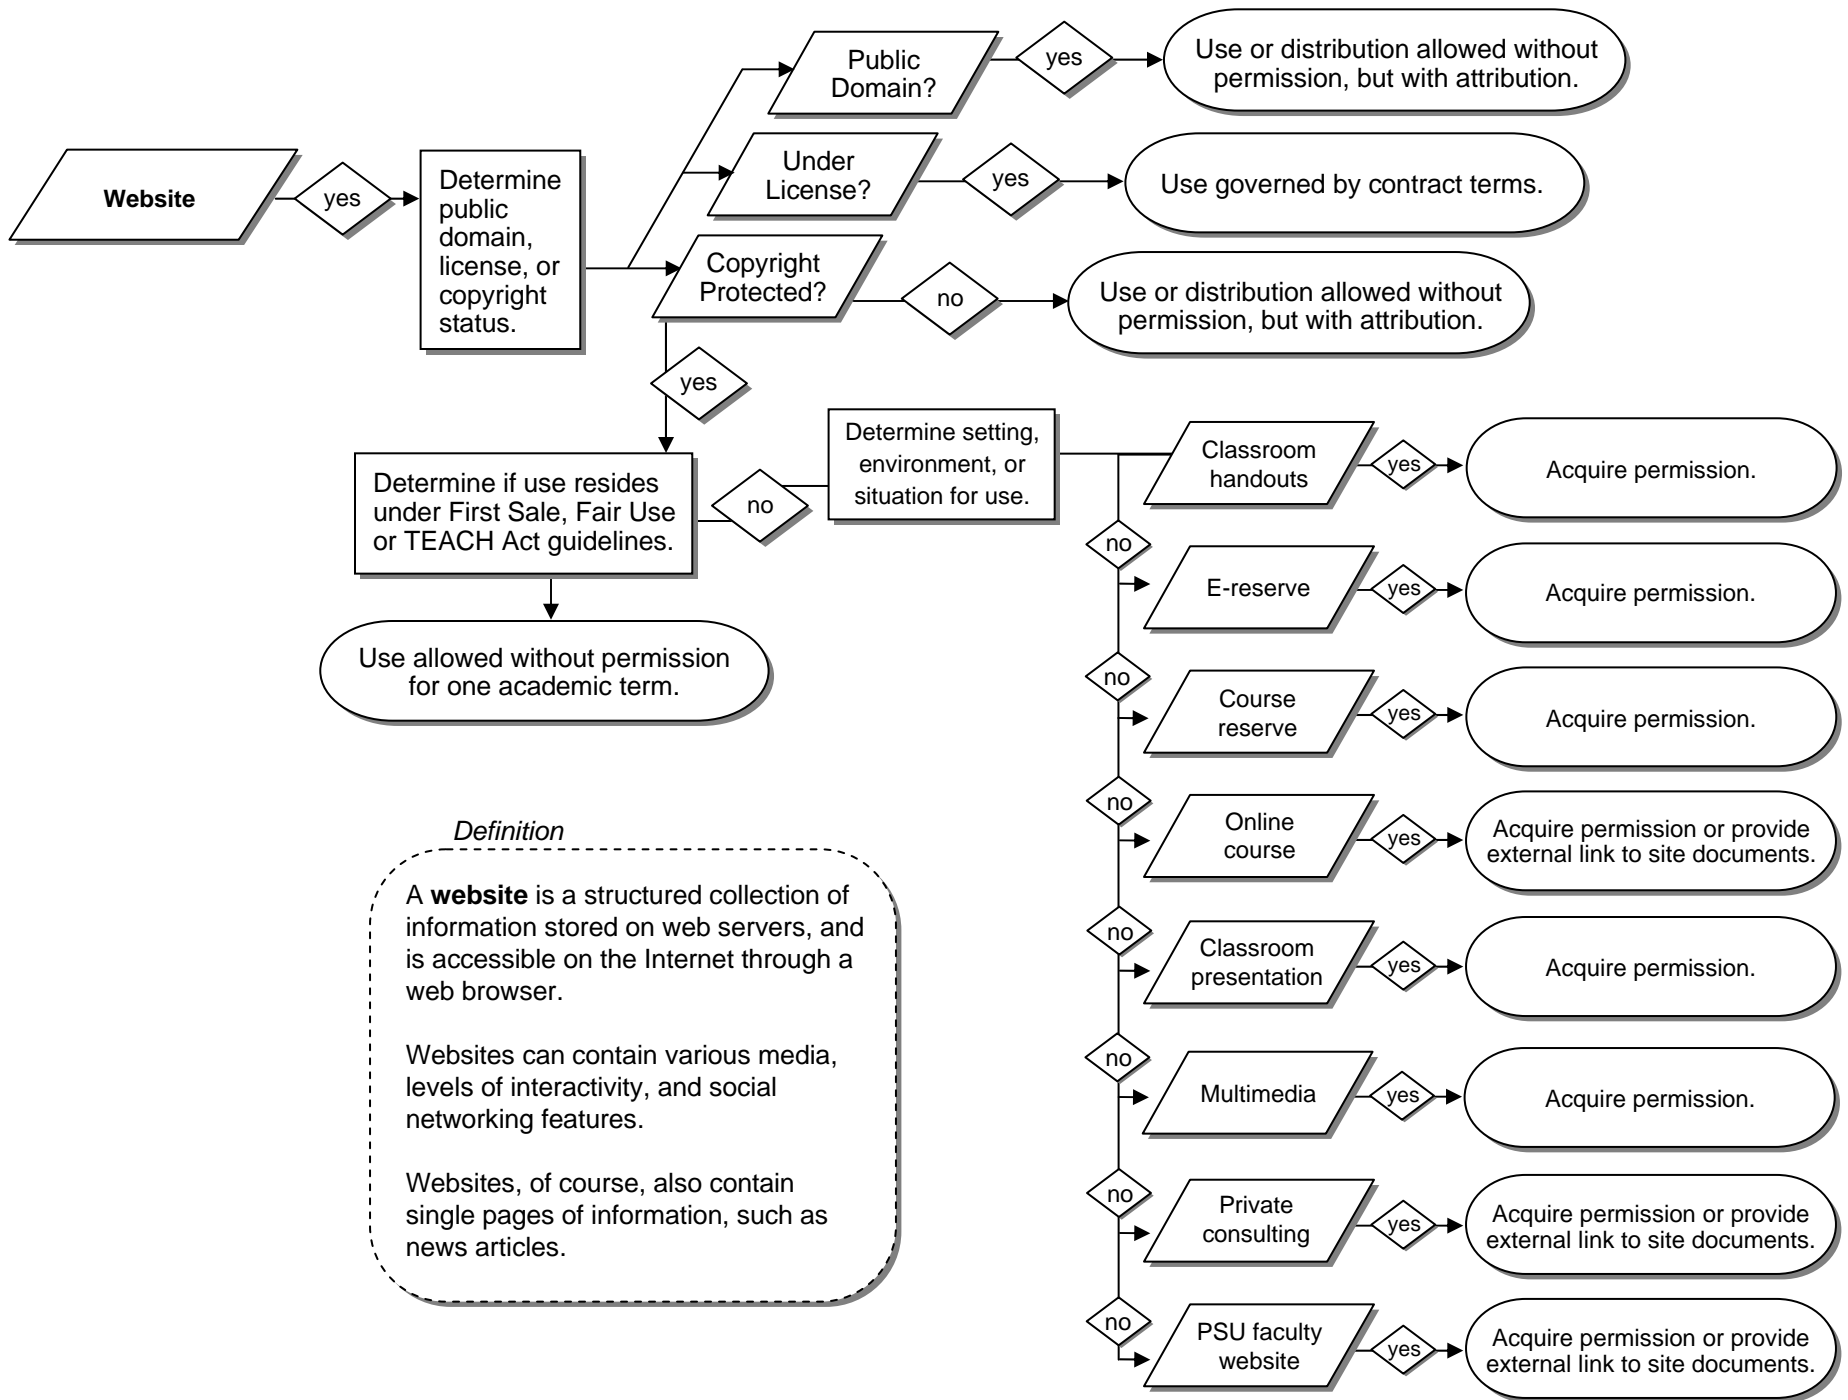 Website
yes
Determine
public
domain,
license, or
copyright
status.
Public
Domain?
yes
Use or distribution allowed without
permission, but with attribution.
Under
License?
yes
Use governed by contract terms.
Copyright
Protected?
no
Use or distribution allowed without
permission, but with attribution.
yes
Determine if use resides
under First Sale, Fair Use
or TEACH Act guidelines.
Use allowed without permission
for one academic term.
no
Determine setting,
environment, or
situation for use.
Classroom
handouts
yes
Acquire permission.
no
E-reserve
yes
Acquire permission.
no
Course
reserve
yes
Acquire permission.
no
Online
course
yes
Acquire permission or provide
external link to site documents.
no
Classroom
presentation
yes
Acquire permission.
no
Multimedia
yes
Acquire permission.
no
Private
consulting
yes
Acquire permission or provide
external link to site documents.
no
PSU faculty
website
yes
Acquire permission or provide
external link to site documents.
Definition
A website is a structured collection of
information stored on web servers, and
is accessible on the Internet through a
web browser.
Websites can contain various media,
levels of interactivity, and social
networking features.
Websites, of course, also contain
single pages of information, such as
news articles.